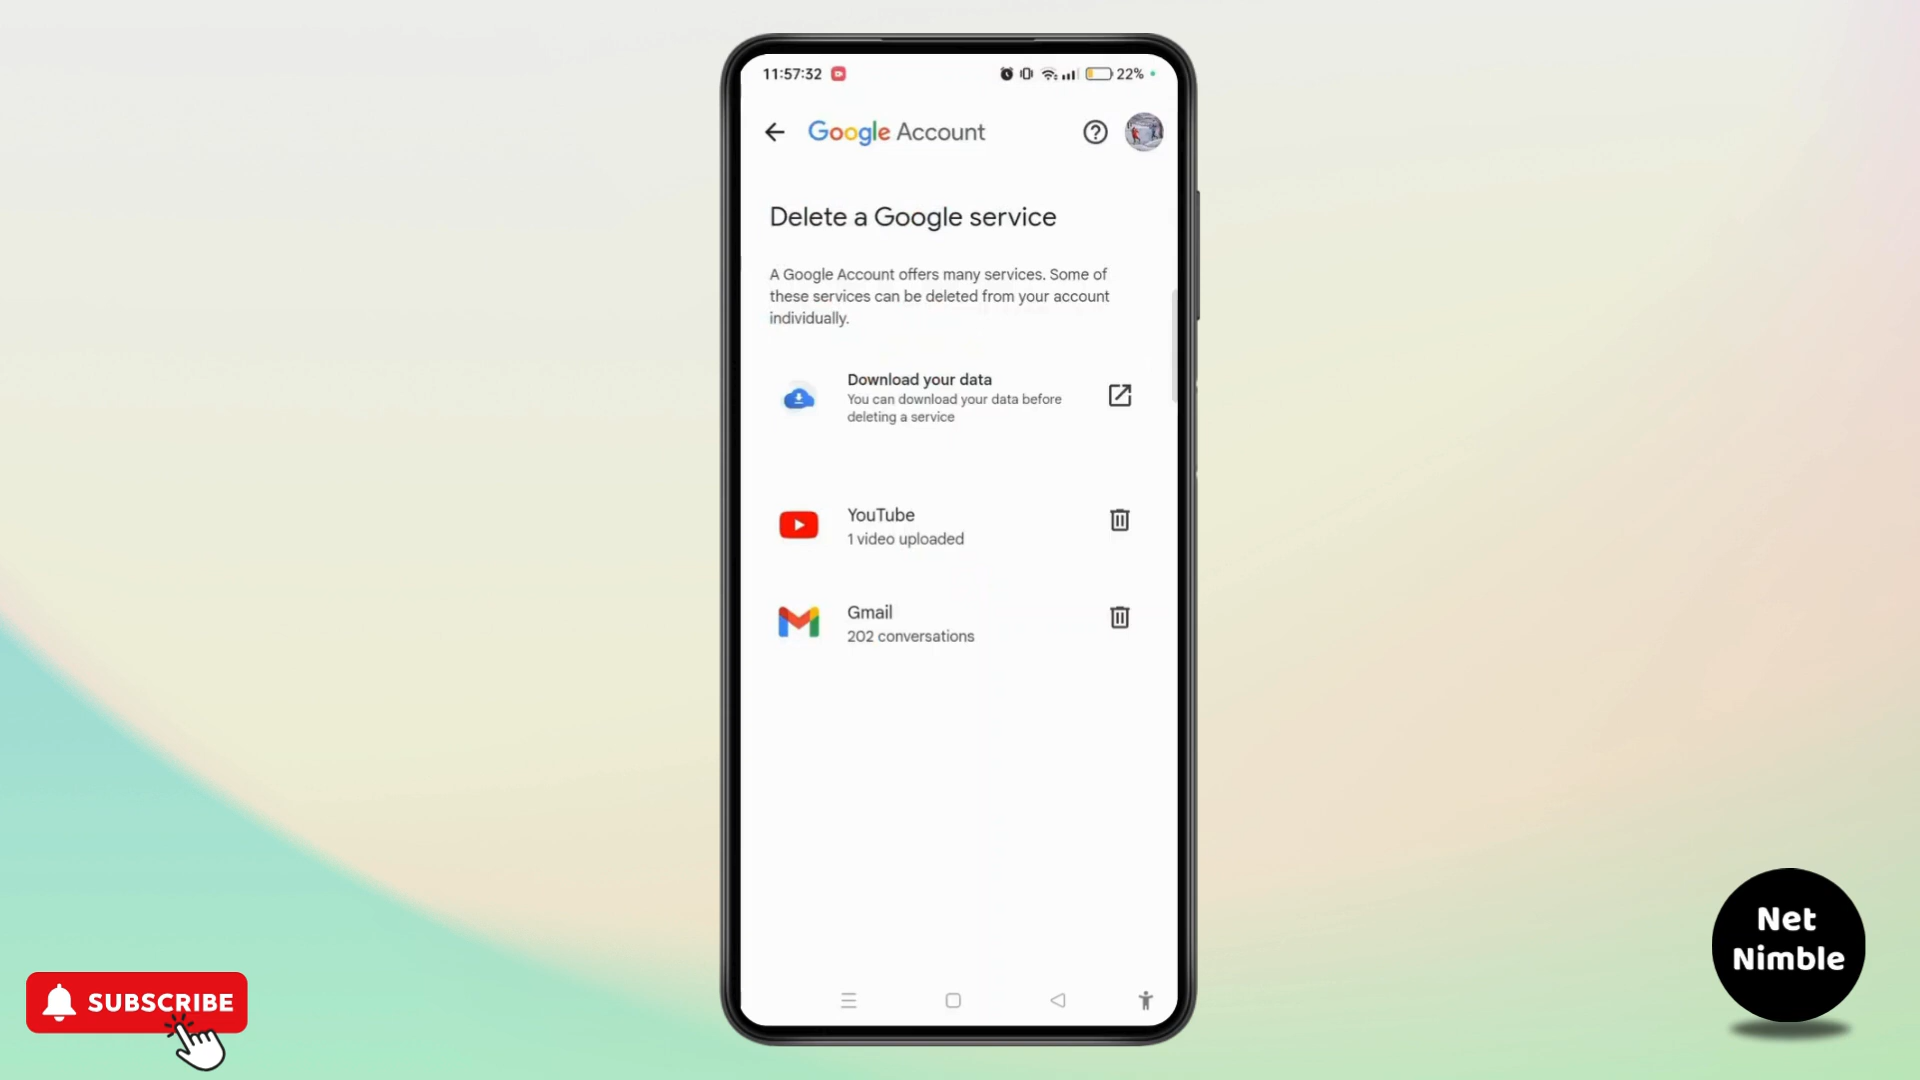 11:57:32
22%
Google Account
Delete a Google service
A Google Account offers many services. Some of
these services can be deleted from your account
individually.
Download your data
You can download your data before
deleting a service
YouTube
1 video uploaded
Gmail
202 conversations
SUBSCRIBE
Net
Nimble